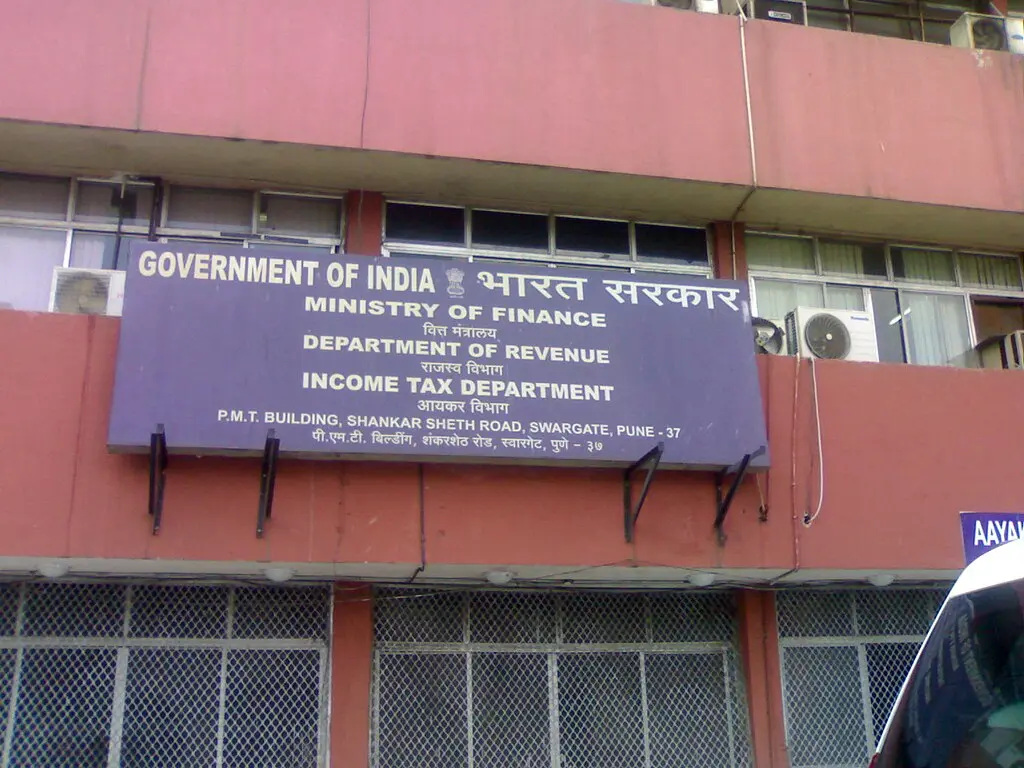 GOVERNMENT OF INDIA भारत सरकार
MINISTRY OF FINANCE
वित्त मंत्रालय
DEPARTMENT OF REVENUE
राजस्व विभाग
INCOME TAX DEPARTMENT
आयकर विभाग
P.M.T. BUILDING, SHANKAR SHETH ROAD, SWARGATE, PUNE - 37
पी.एम.टी. बिल्डींग, शंकरशेठ रोड, स्वारगेट, पुणे – ३७